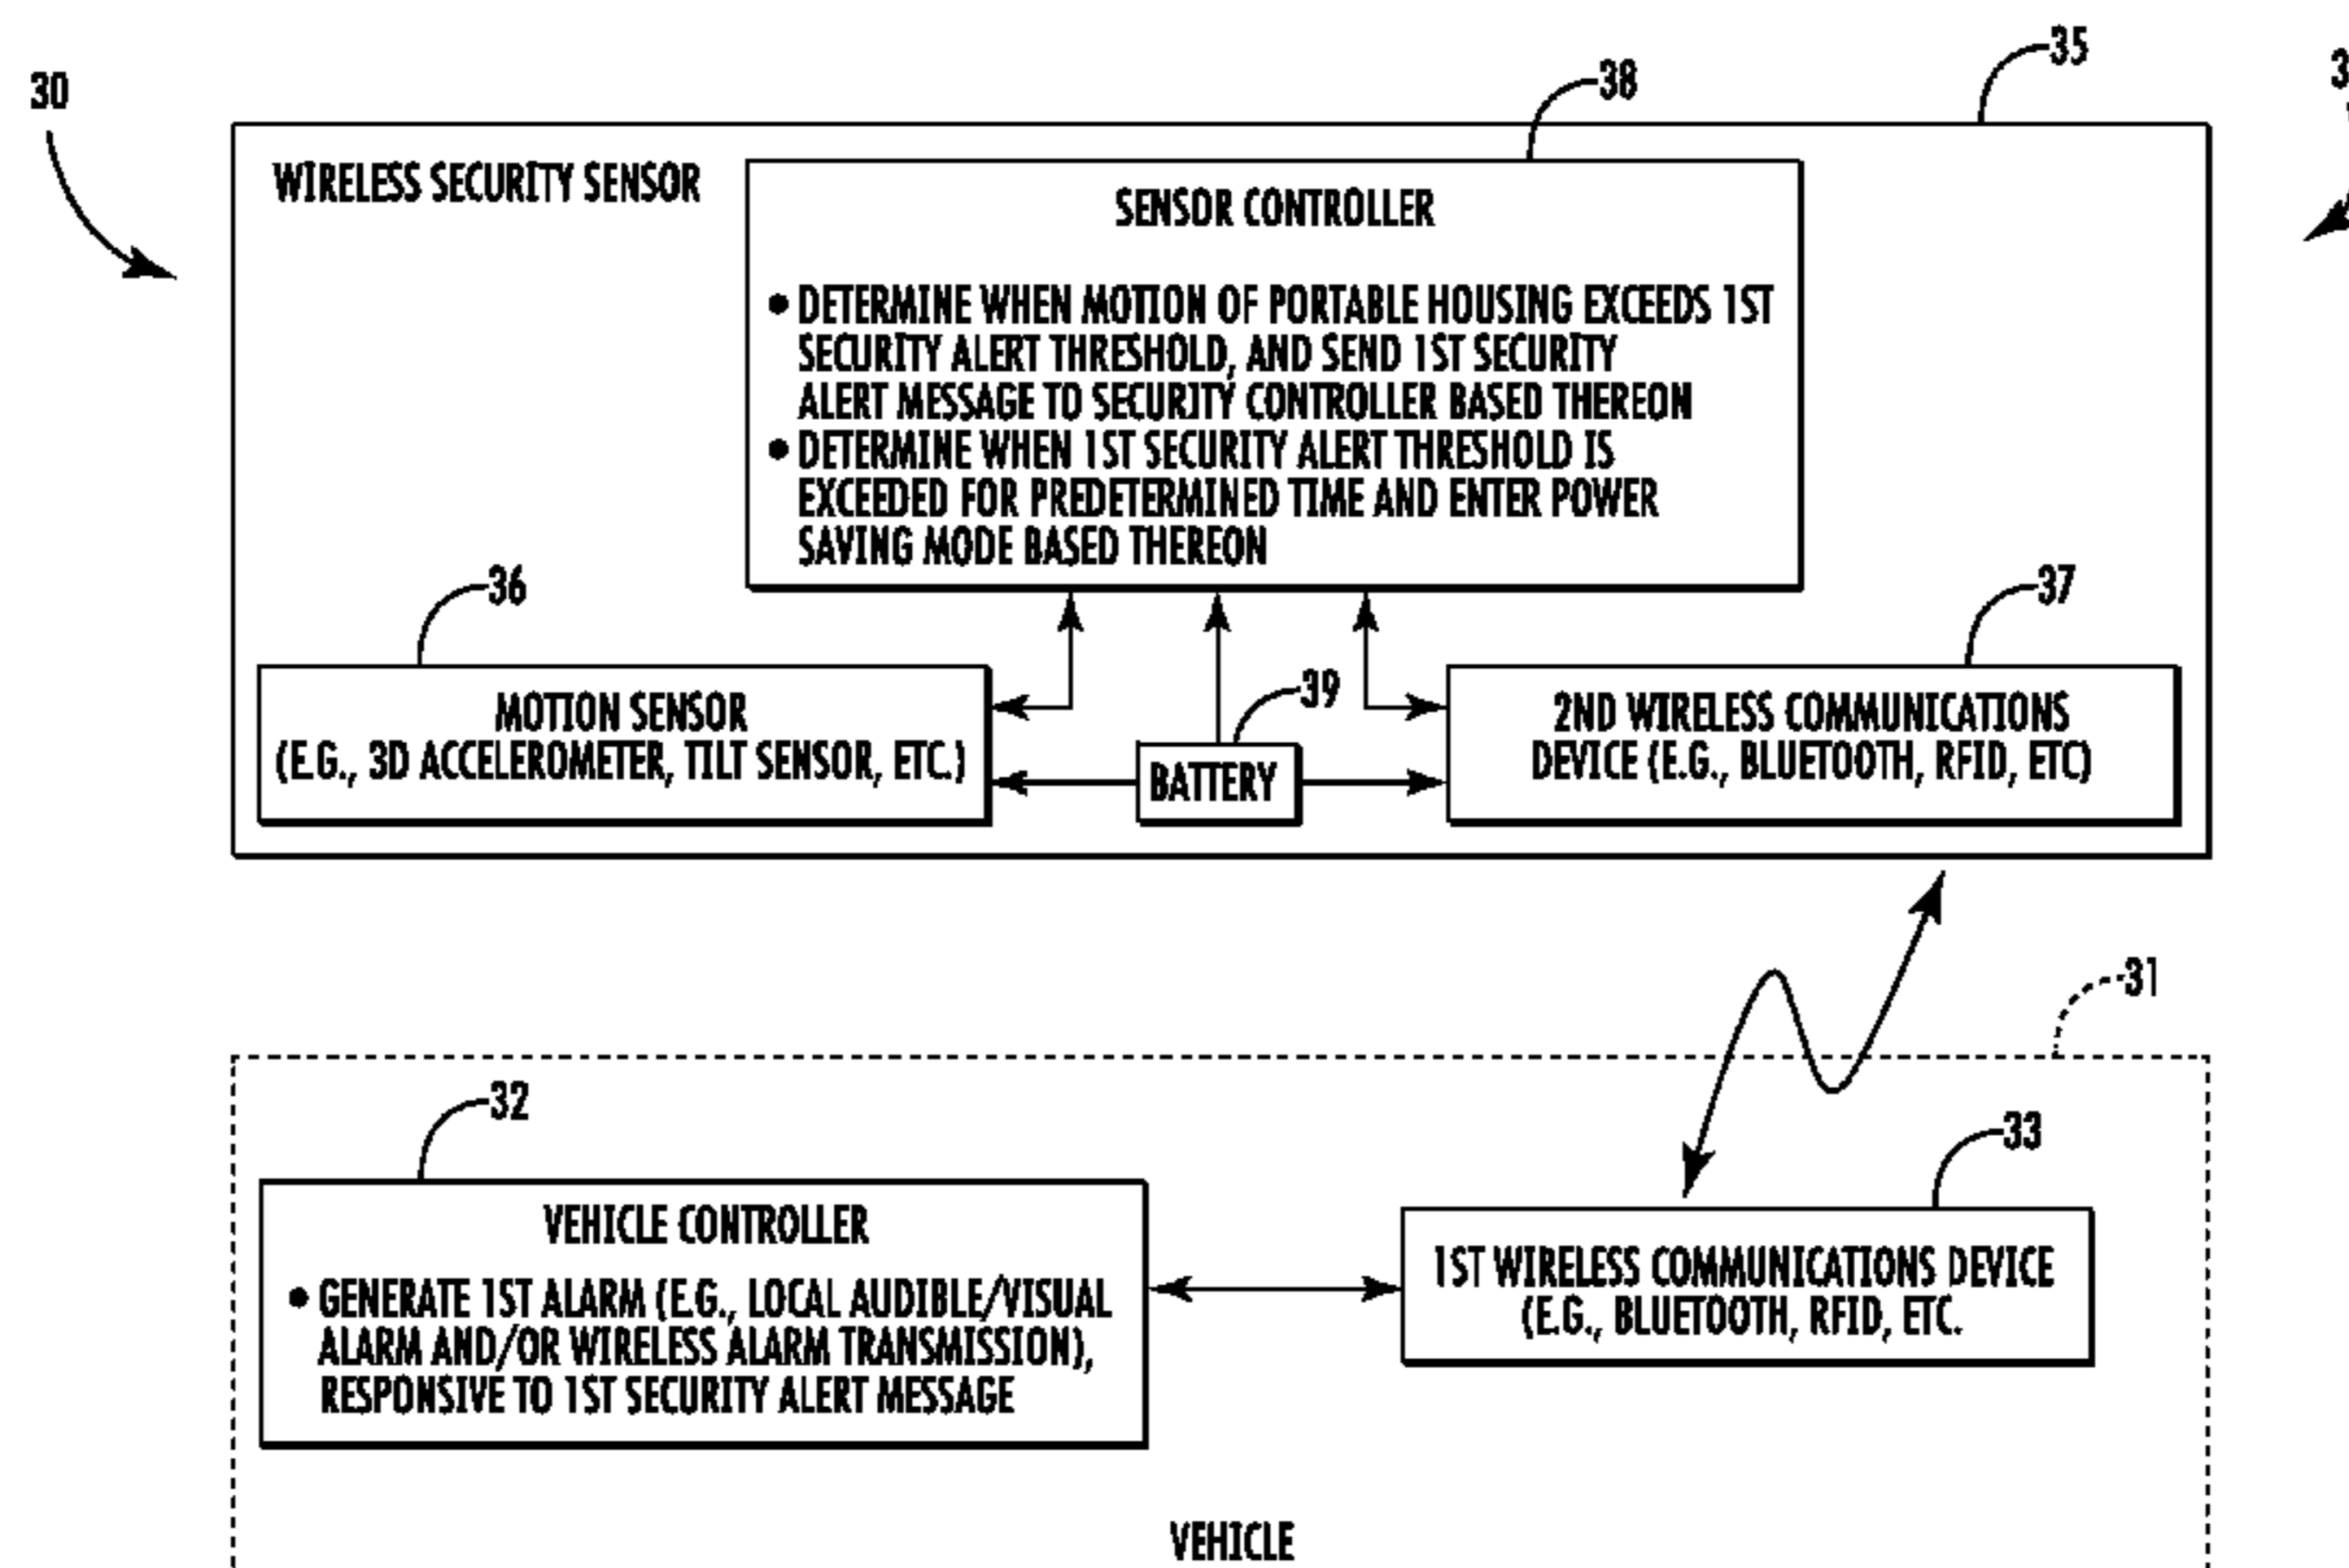 30
35
3
38
WIRELESS SECURITY SENSOR
SENSOR CONTROLLER
• DETERMINE WHEN MOTION OF PORTABLE HOUSING EXCEEDS 1ST
SECURITY ALERT THRESHOLD, AND SEND 1ST SECURITY
ALERT MESSAGE TO SECURITY CONTROLLER BASED THEREON
• DETERMINE WHEN 1ST SECURITY ALERT THRESHOLD IS
EXCEEDED FOR PREDETERMINED TIME AND ENTER POWER
SAVING MODE BASED THEREON
36
37
39
MOTION SENSOR
(E.G., 3D ACCELEROMETER, TILT SENSOR, ETC.)
BATTERY
2ND WIRELESS COMMUNICATIONS
DEVICE (E.G., BLUETOOTH, RFID, ETC)
31
32
33
VEHICLE CONTROLLER
• GENERATE 1ST ALARM (E.G., LOCAL AUDIBLE/VISUAL
ALARM AND/OR WIRELESS ALARM TRANSMISSION),
RESPONSIVE TO 1ST SECURITY ALERT MESSAGE
1ST WIRELESS COMMUNICATIONS DEVICE
(E.G., BLUETOOTH, RFID, ETC.
VEHICLE